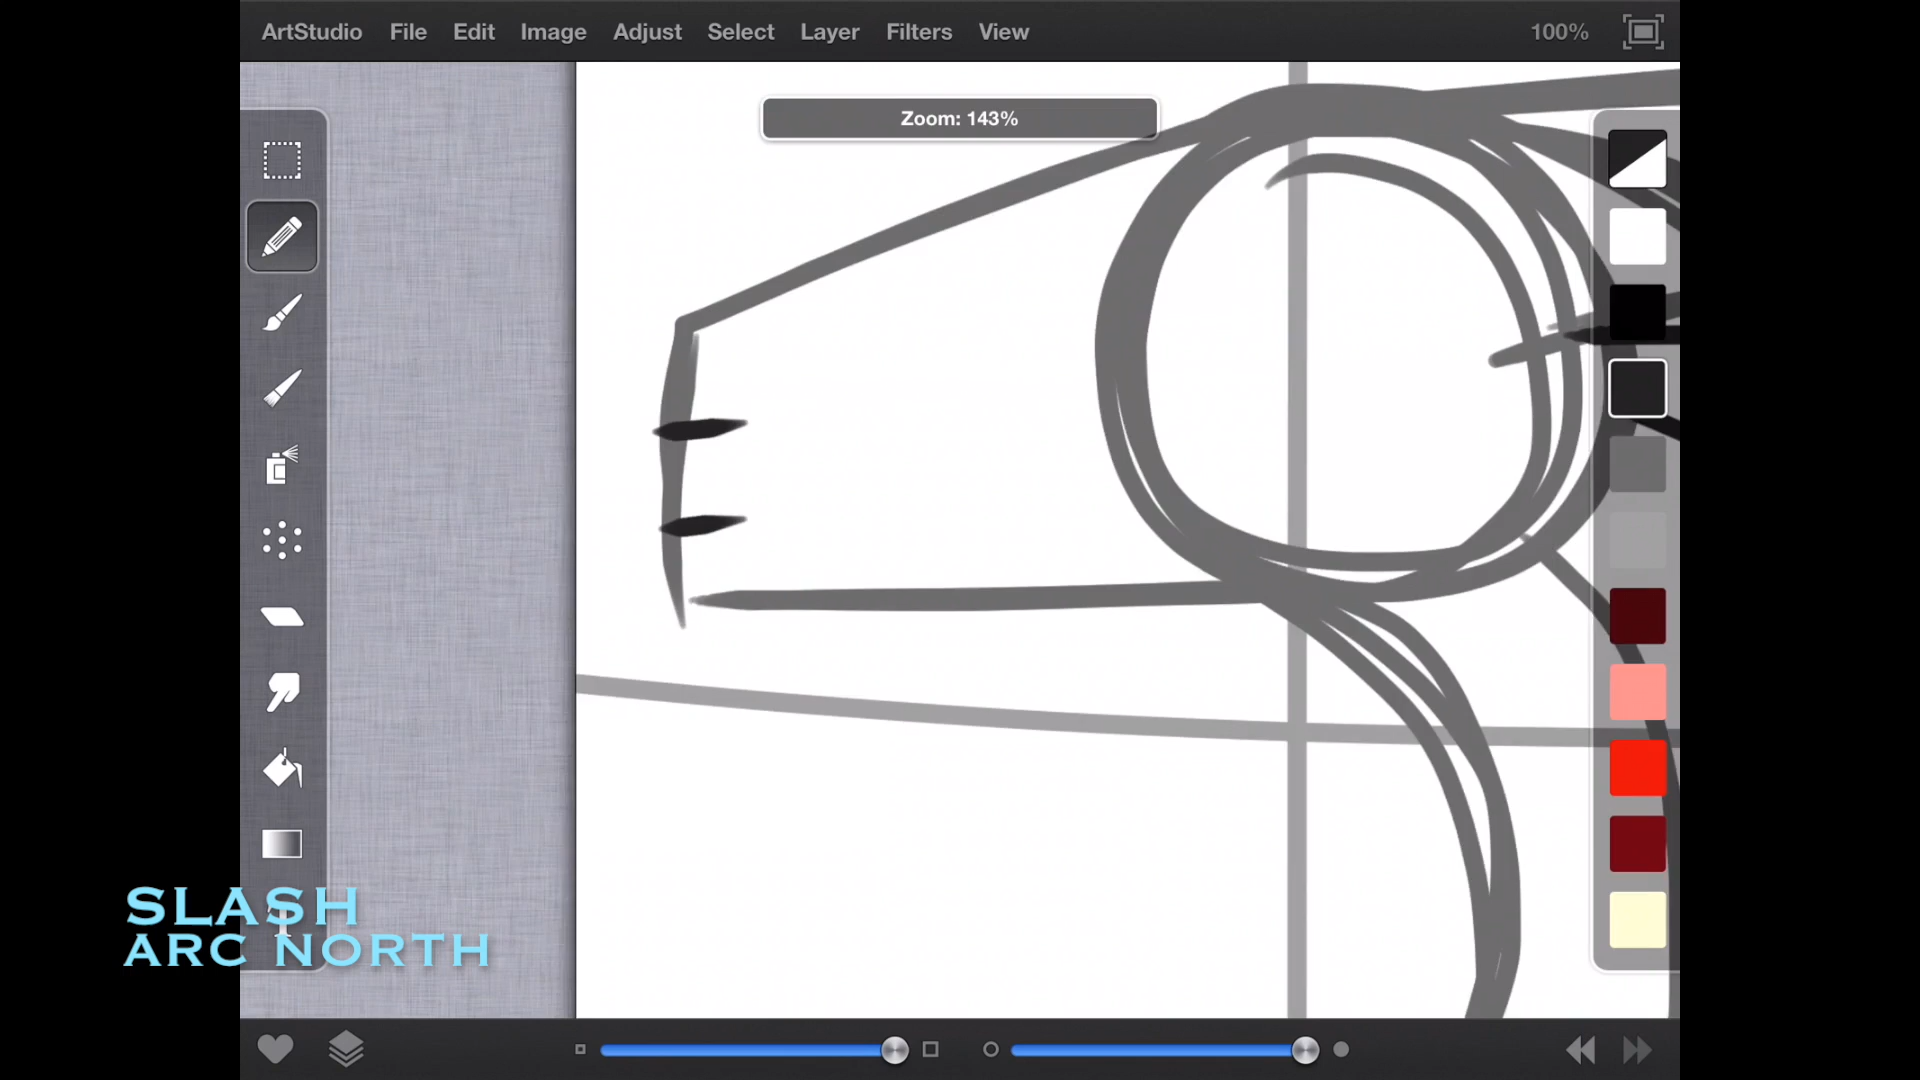 ArtStudio File Edit Image Adjust Select Layer Filters View 100%
Zoom: 143%
SLASH
ARC NORTH